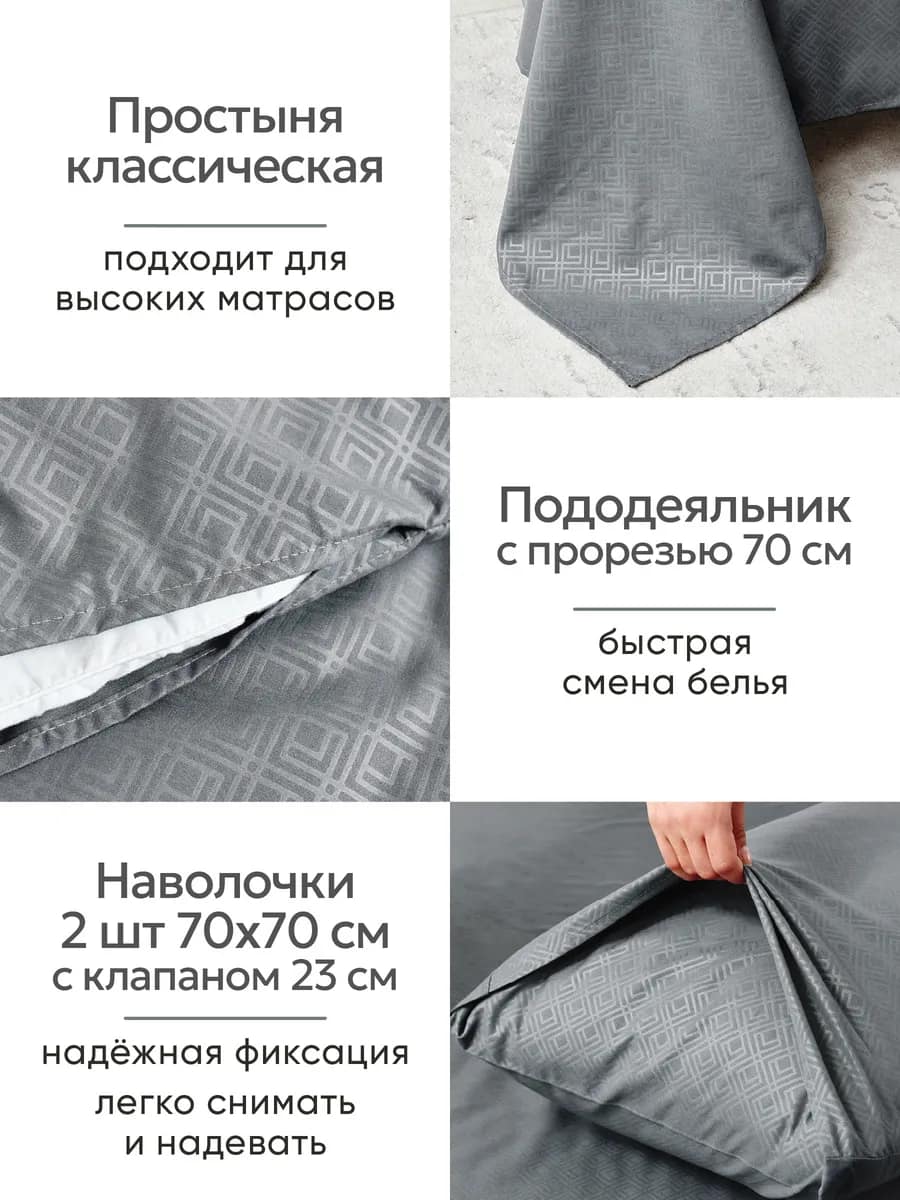 Простыня
классическая
подходит для
высоких матрасов
Пододеяльник
с прорезью 70 см
быстрая
смена белья
Наволочки
2 шт 70х70 см
с клапаном 23 см
надёжная фиксация
легко снимать
и надевать